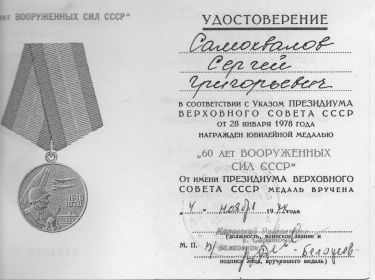 лет ВООРУЖЕННЫХ СИЛ СССР"
1918
1978
УДОСТОВЕРЕНИЕ
Самохвалов
Сергей
Григорьевич
В СООТВЕТСТВИИ С УКАЗОМ ПРЕЗИДИУМА
ВЕРХОВНОГО СОВЕТА СССР
ОТ 28 ЯНВАРЯ 1978 ГОДА
НАГРАЖДЕН ЮБИЛЕЙНОЙ МЕДАЛЬЮ
"60 ЛЕТ ВООРУЖЕННЫХ
СИЛ СССР"
ОТ ИМЕНИ ПРЕЗИДИУМА ВЕРХОВНОГО
СОВЕТА СССР МЕДАЛЬ ВРУЧЕНА
"4" ноября 19 года
(должность, воинское звание и
М. П.
подпись лица, вручившего медаль)